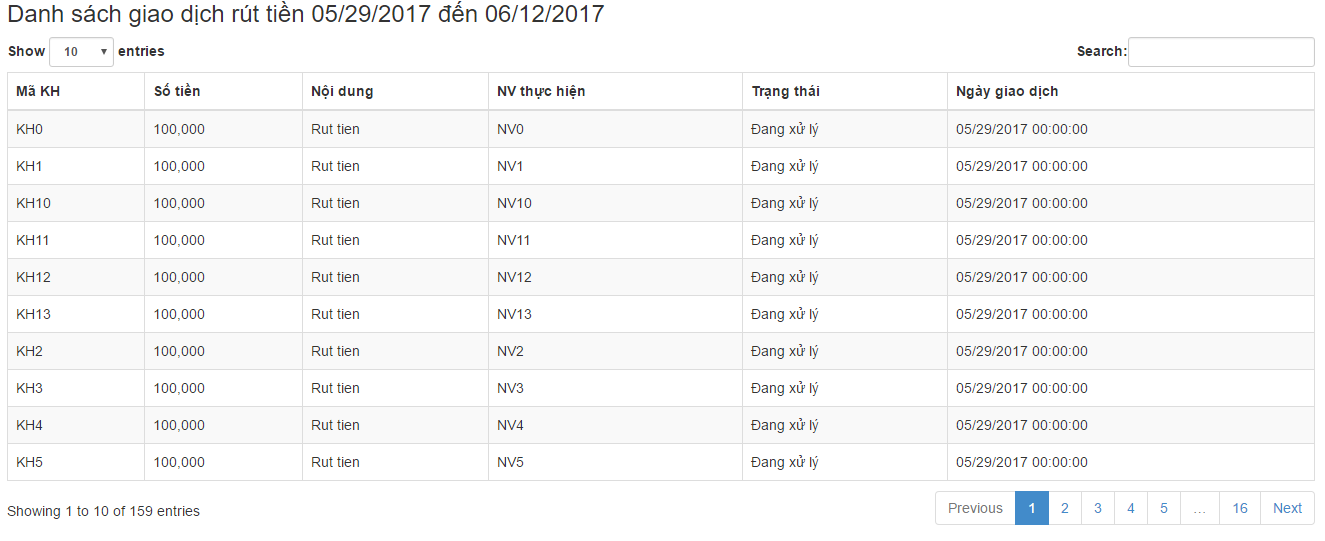 Danh sách giao dịch rút tiền 05/29/2017 đến 06/12/2017
Show 10 entries Search:
Mã KH Số tiền Nội dung NV thực hiện Trạng thái Ngày giao dịch
KH0 100,000 Rut tien NV0 Đang xử lý 05/29/2017 00:00:00
KH1 100,000 Rut tien NV1 Đang xử lý 05/29/2017 00:00:00
KH10 100,000 Rut tien NV10 Đang xử lý 05/29/2017 00:00:00
KH11 100,000 Rut tien NV11 Đang xử lý 05/29/2017 00:00:00
KH12 100,000 Rut tien NV12 Đang xử lý 05/29/2017 00:00:00
KH13 100,000 Rut tien NV13 Đang xử lý 05/29/2017 00:00:00
KH2 100,000 Rut tien NV2 Đang xử lý 05/29/2017 00:00:00
KH3 100,000 Rut tien NV3 Đang xử lý 05/29/2017 00:00:00
KH4 100,000 Rut tien NV4 Đang xử lý 05/29/2017 00:00:00
KH5 100,000 Rut tien NV5 Đang xử lý 05/29/2017 00:00:00
Showing 1 to 10 of 159 entries Previous 1 2 3 4 5 … 16 Next